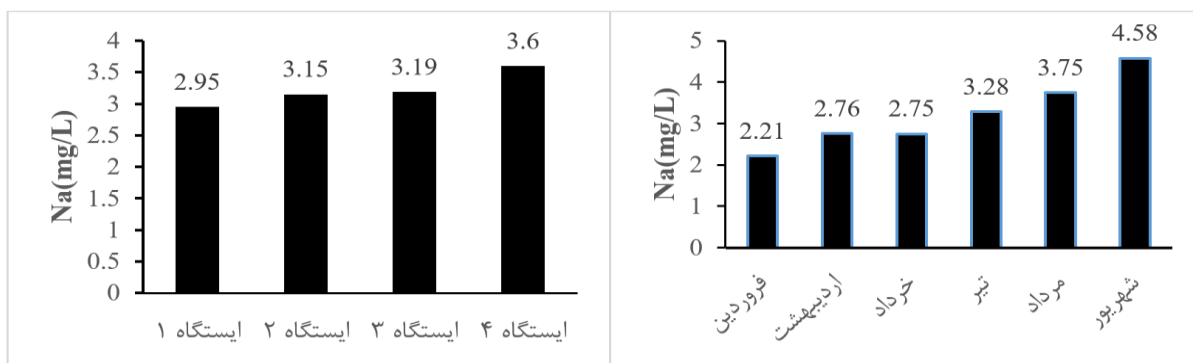 Na(mg/L)
4
3.5
3
2.5
2
1.5
1
0.5
0
2.95
3.15
3.19
3.6
ایستگاه ۱
ایستگاه ۲
ایستگاه ۳
ایستگاه ۴
Na(mg/L)
5
4
3
2
1
0
2.21
2.76
2.75
3.28
3.75
4.58
فروردین
اردیبهشت
خرداد
تیر
مرداد
شهریور